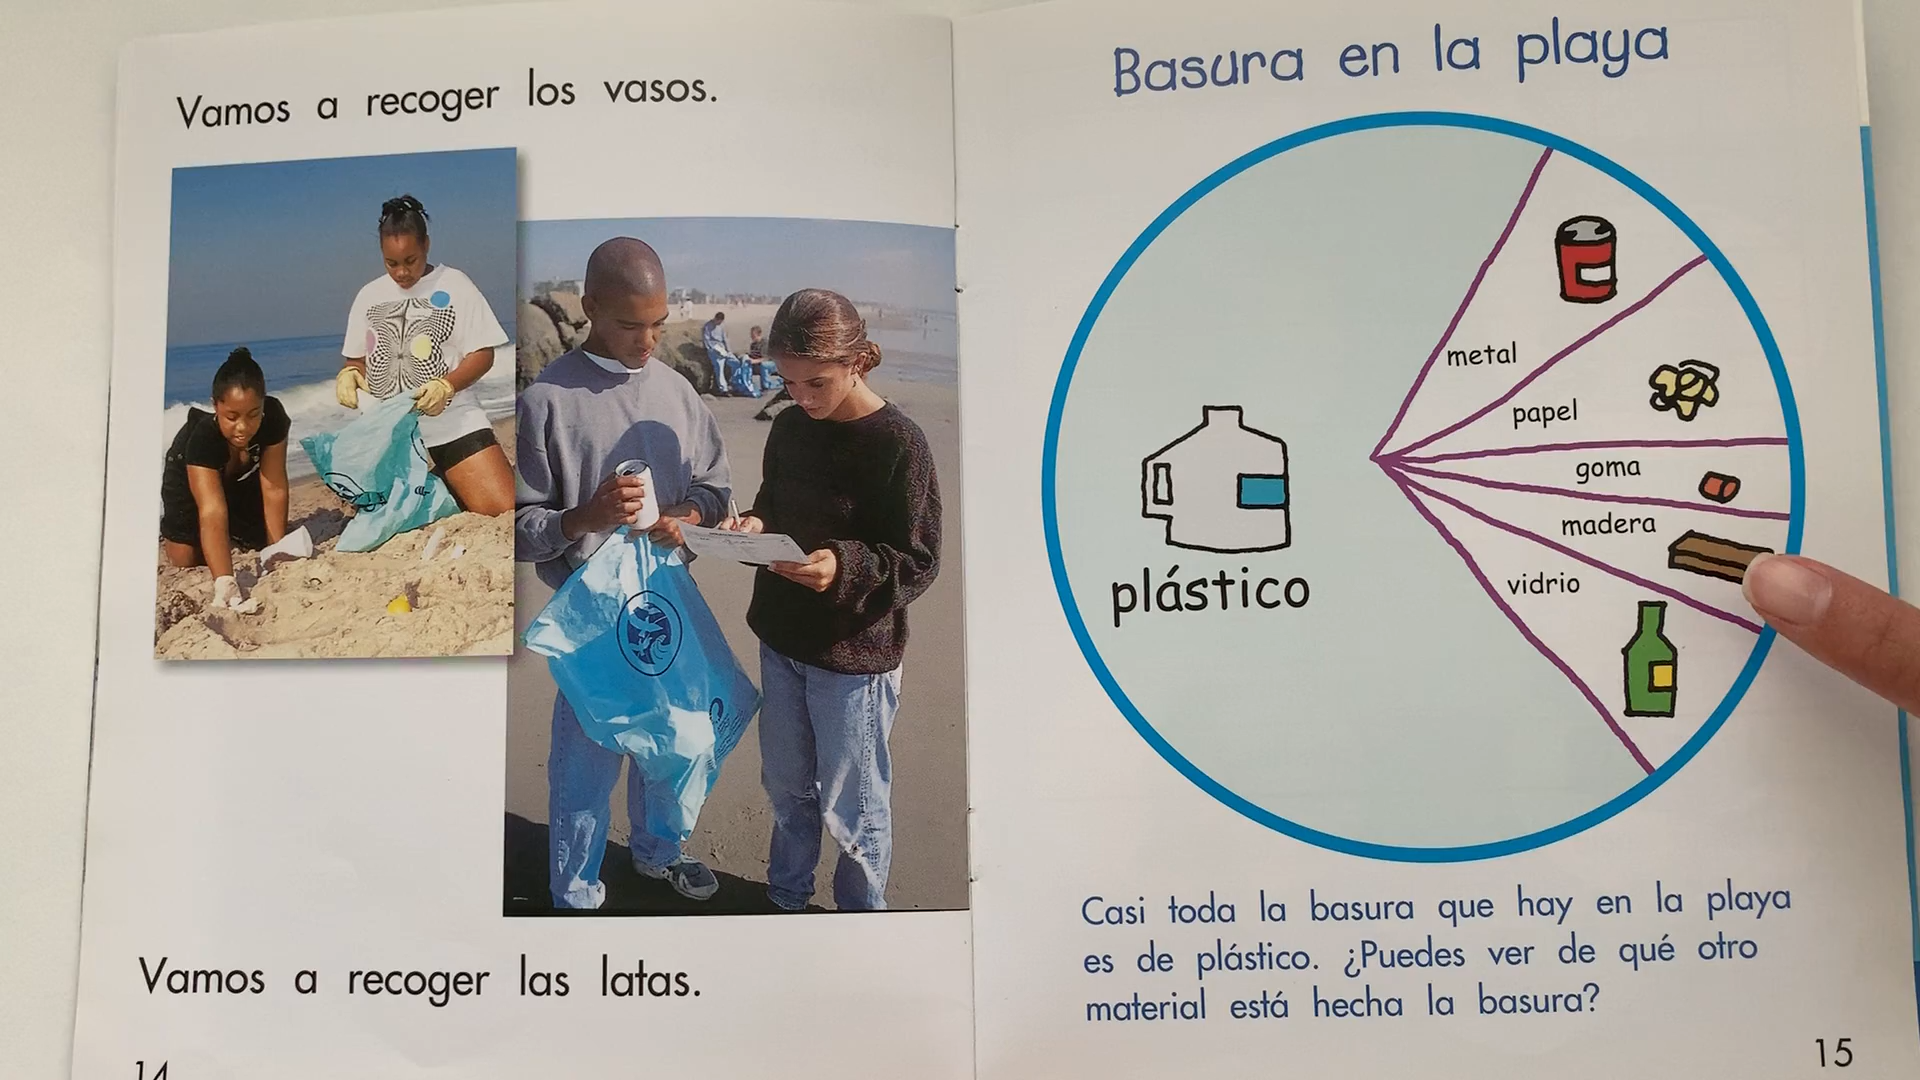 Vamos a recoger los vasos.
Vamos a recoger las latas.
14
Basura en la playa
metal
papel
goma
madera
vidrio
plástico
Casi toda la basura que hay en la playa
es de plástico. ¿Puedes ver de qué otro
material está hecha la basura?
15